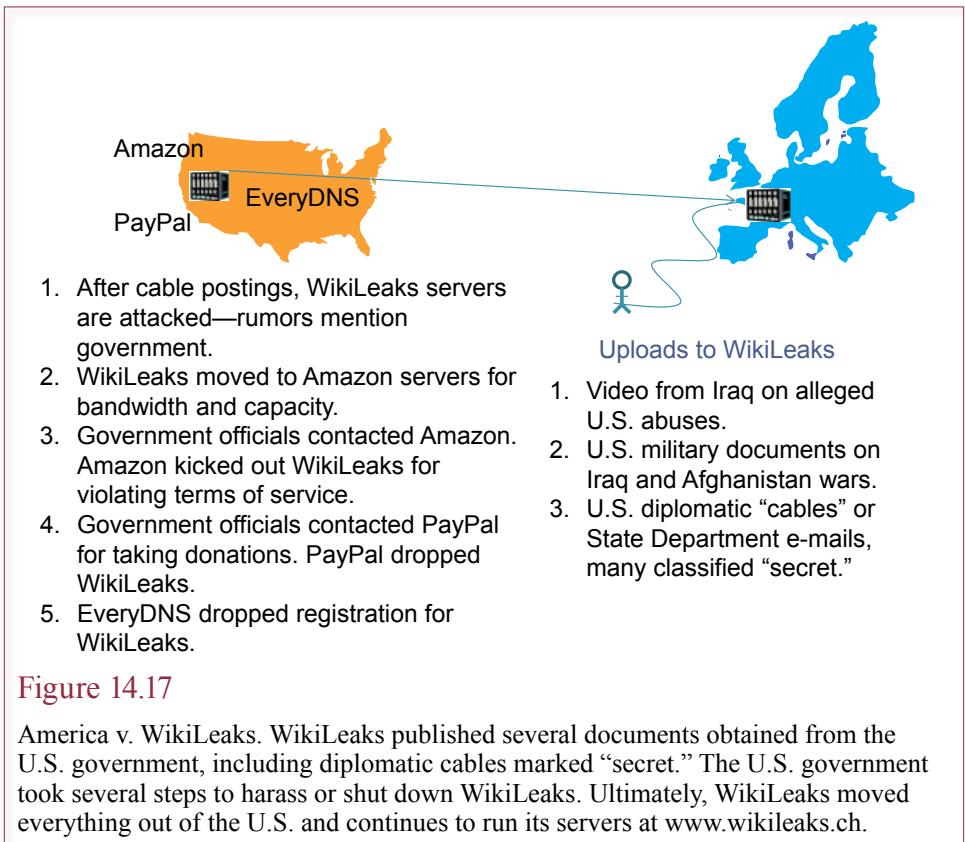 Amazon
EveryDNS
PayPal
1. After cable postings, WikiLeaks servers
are attacked—rumors mention
government.
2. WikiLeaks moved to Amazon servers for
bandwidth and capacity.
3. Government officials contacted Amazon.
Amazon kicked out WikiLeaks for
violating terms of service.
4. Government officials contacted PayPal
for taking donations. PayPal dropped
WikiLeaks.
5. EveryDNS dropped registration for
WikiLeaks.
Uploads to WikiLeaks
1. Video from Iraq on alleged
U.S. abuses.
2. U.S. military documents on
Iraq and Afghanistan wars.
3. U.S. diplomatic “cables” or
State Department e-mails,
many classified “secret.”
Figure 14.17
America v. WikiLeaks. WikiLeaks published several documents obtained from the
U.S. government, including diplomatic cables marked “secret.” The U.S. government
took several steps to harass or shut down WikiLeaks. Ultimately, WikiLeaks moved
everything out of the U.S. and continues to run its servers at www.wikileaks.ch.